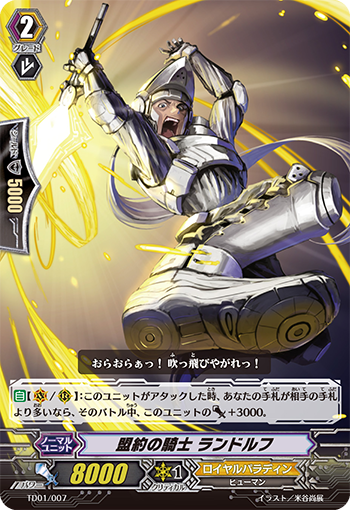 2
グレード
シールド
5000
おらおらぁっ! 吹っ飛びやがれっ!
自【】:このユニットがアタックした時、あなたの手札が相手の手札
より多いなら、そのバトル中、このユニットの+3000。
ノーマル
ユニット
盟約の騎士 ランドルフ
パワー
8000
1
クリティカル
ロイヤルパラディン
ヒューマン
TD01/007
イラスト/米谷尚展